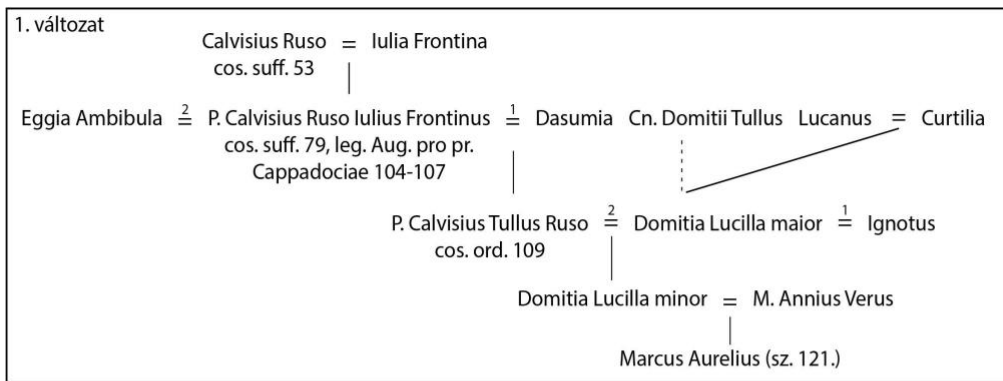 1. változat
Calvisius Ruso = Iulia Frontina
cos. suff. 53
Eggia Ambibula 2= P. Calvisius Ruso Iulius Frontinus 1= Dasumia Cn. Domitii Tullus Lucanus = Curtilia
cos. suff. 79, leg. Aug. pro pr.
Cappadociae 104-107
P. Calvisius Tullus Ruso 2= Domitia Lucilla maior 1= Ignotus
cos. ord. 109
Domitia Lucilla minor = M. Annius Verus
Marcus Aurelius (sz. 121.)